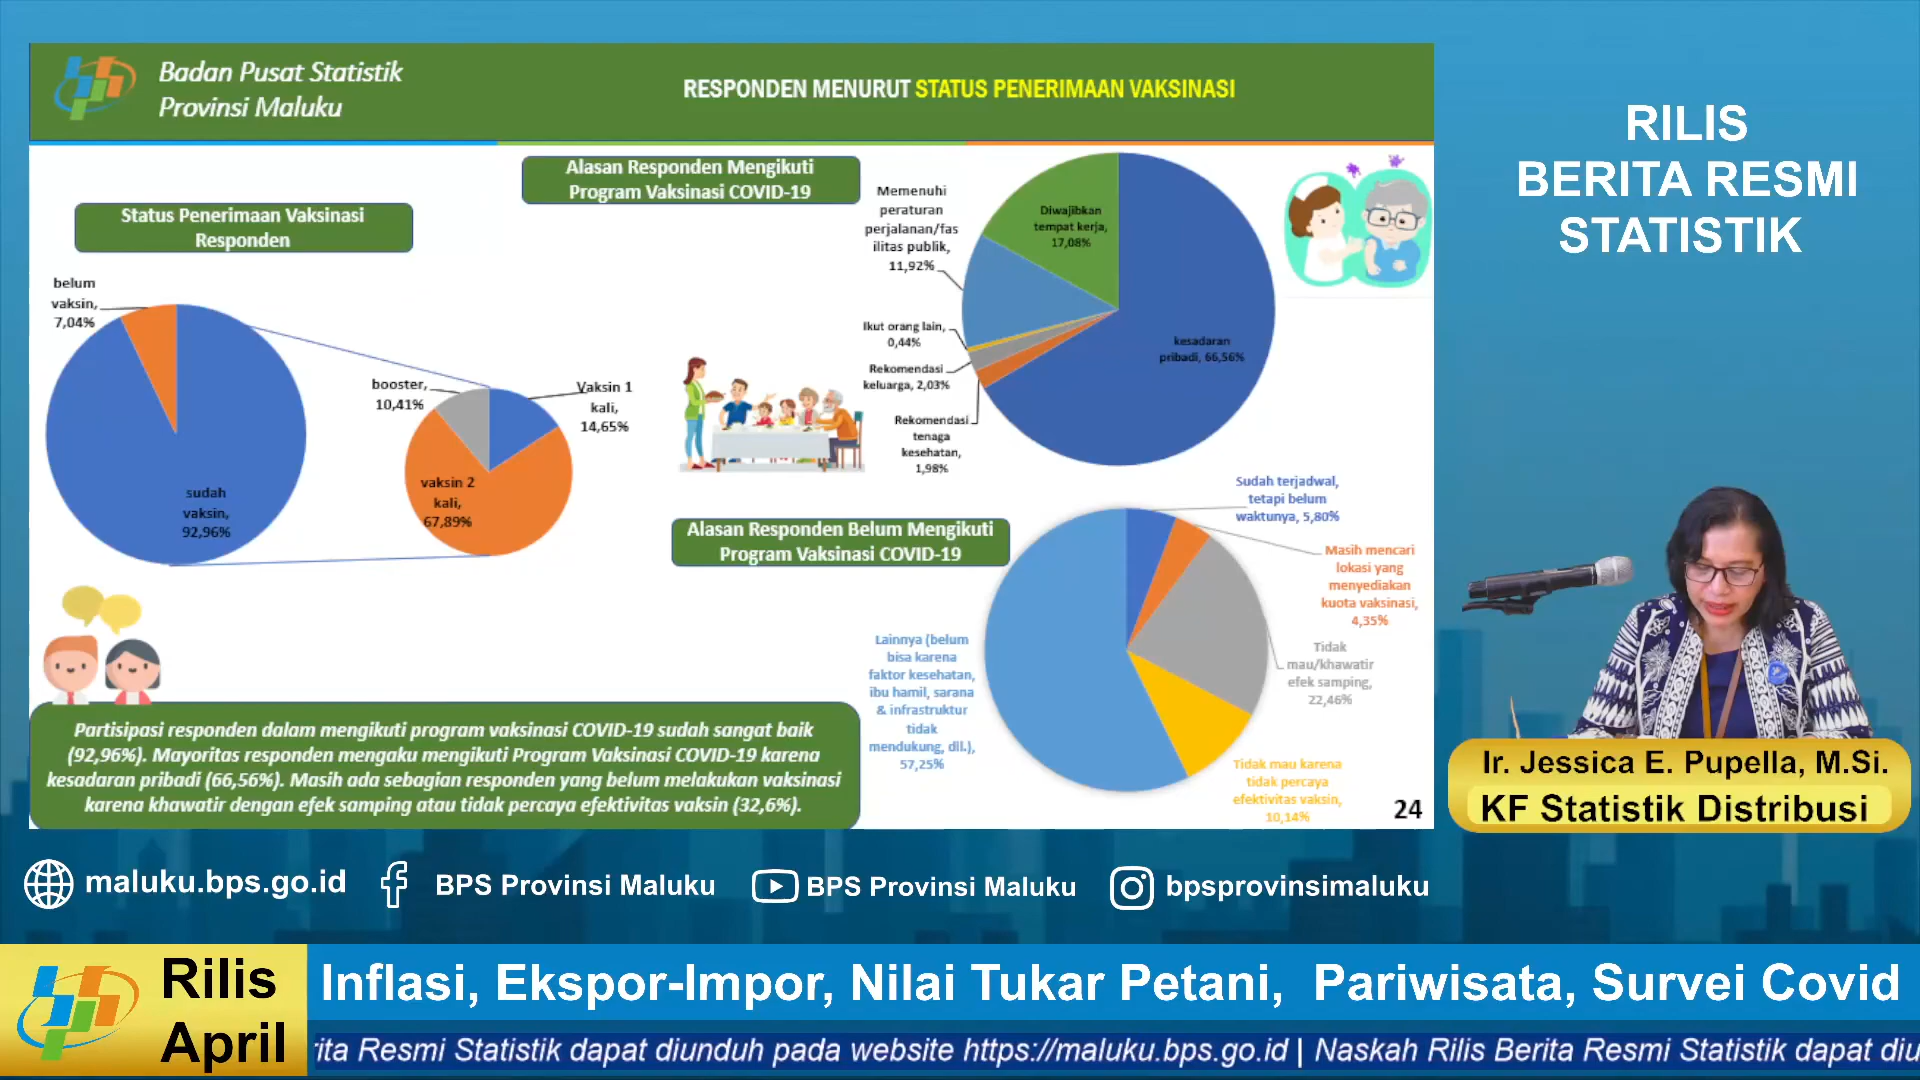 Badan Pusat Statistik
Provinsi Maluku
RESPONDEN MENURUT STATUS PENERIMAAN VAKSINASI
RILIS
BERITA RESMI
STATISTIK
Status Penerimaan Vaksinasi
Responden
belum
vaksin,
7,04%
sudah
vaksin,
92,96%
booster,
10,41%
Vaksin 1
kali,
14,65%
vaksin 2
kali,
67,89%
Alasan Responden Mengikuti
Program Vaksinasi COVID-19
Memenuhi
peraturan
perjalanan/fas
ilitas publik,
11,92%
Diwajibkan
tempat kerja,
17,08%
Ikut orang lain,
0,44%
Rekomendasi
keluarga, 2,03%
Rekomendasi
tenaga
kesehatan,
1,98%
kesadaran
pribadi, 66,56%
Alasan Responden Belum Mengikuti
Program Vaksinasi COVID-19
Sudah terjadwal,
tetapi belum
waktunya, 5,80%
Masih mencari
lokasi yang
menyediakan
kuota vaksinasi,
4,35%
Tidak
mau/khawatir
efek samping,
22,46%
Tidak mau karena
tidak percaya
efektivitas vaksin,
10,14%
Lainnya (belum
bisa karena
faktor kesehatan,
ibu hamil, sarana
& infrastruktur
tidak
mendukung, dll.),
57,25%
Partisipasi responden dalam mengikuti program vaksinasi COVID-19 sudah sangat baik
(92,96%). Mayoritas responden mengaku mengikuti Program Vaksinasi COVID-19 karena
kesadaran pribadi (66,56%). Masih ada sebagian responden yang belum melakukan vaksinasi
karena khawatir dengan efek samping atau tidak percaya efektivitas vaksin (32,6%).
24
Ir. Jessica E. Pupella, M.Si.
KF Statistik Distribusi
maluku.bps.go.id
BPS Provinsi Maluku
BPS Provinsi Maluku
bpsprovinsimaluku
Rilis
April
Inflasi, Ekspor-Impor, Nilai Tukar Petani, Pariwisata, Survei Covid
rita Resmi Statistik dapat diunduh pada website https://maluku.bps.go.id | Naskah Rilis Berita Resmi Statistik dapat diu